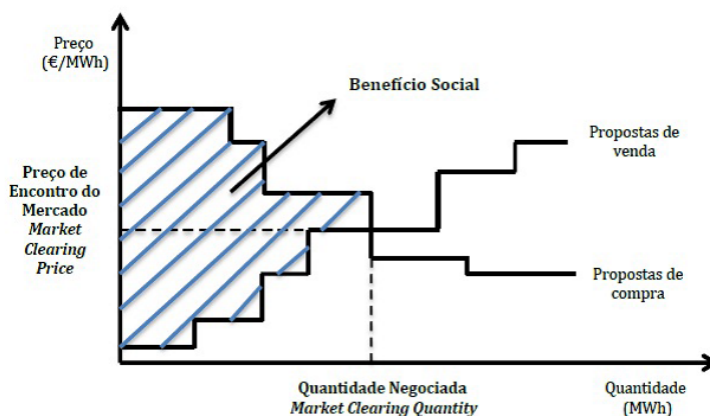 Preço
(€/MWh)
Benefício Social
Propostas de
venda
Preço de
Encontro do
Mercado
Market
Clearing
Price
Propostas de
compra
Quantidade Negociada
Market Clearing Quantity
Quantidade
(MWh)